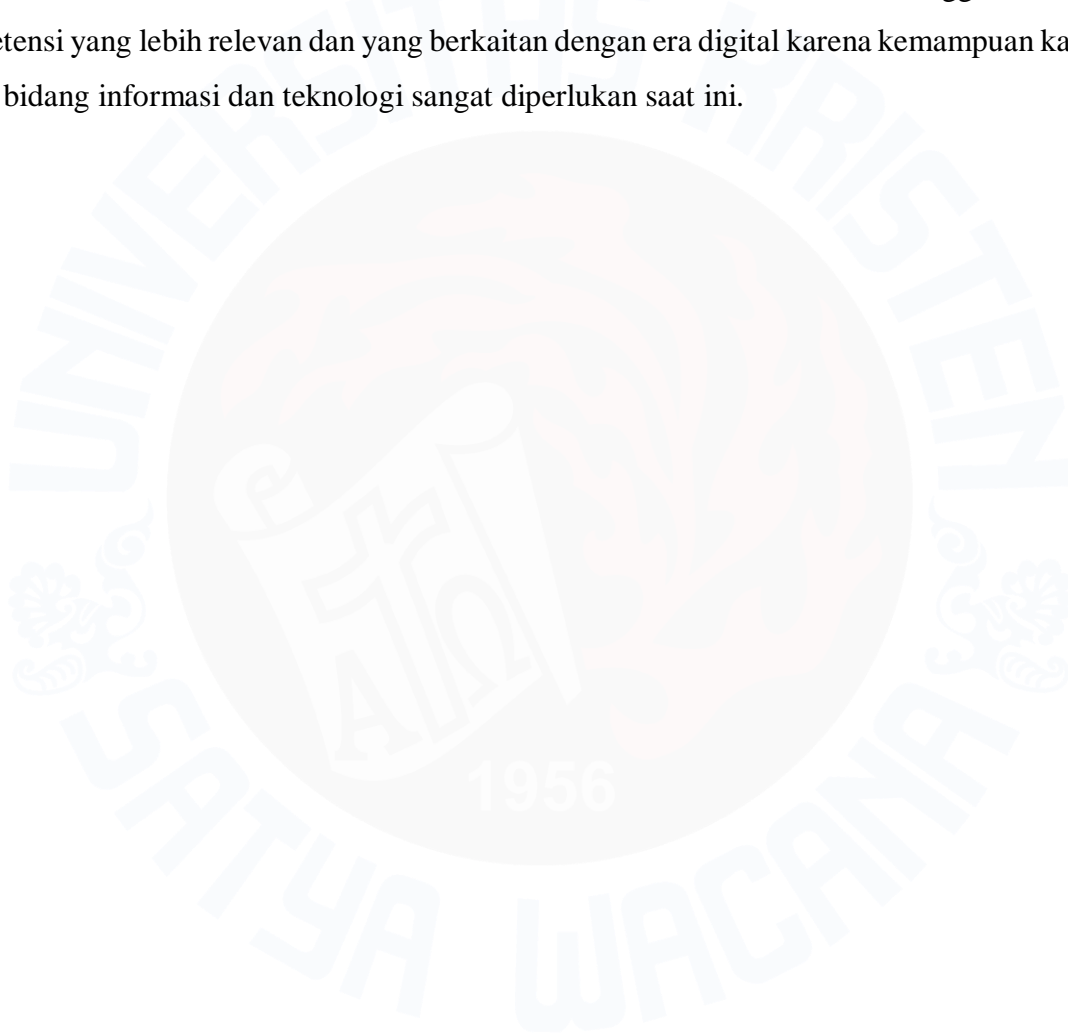 etensi yang lebih relevan dan yang berkaitan dengan era digital karena kemampuan ka
bidang informasi dan teknologi sangat diperlukan saat ini.
UNIVERSITAS KRISTEN
1956
SATYA WACANA